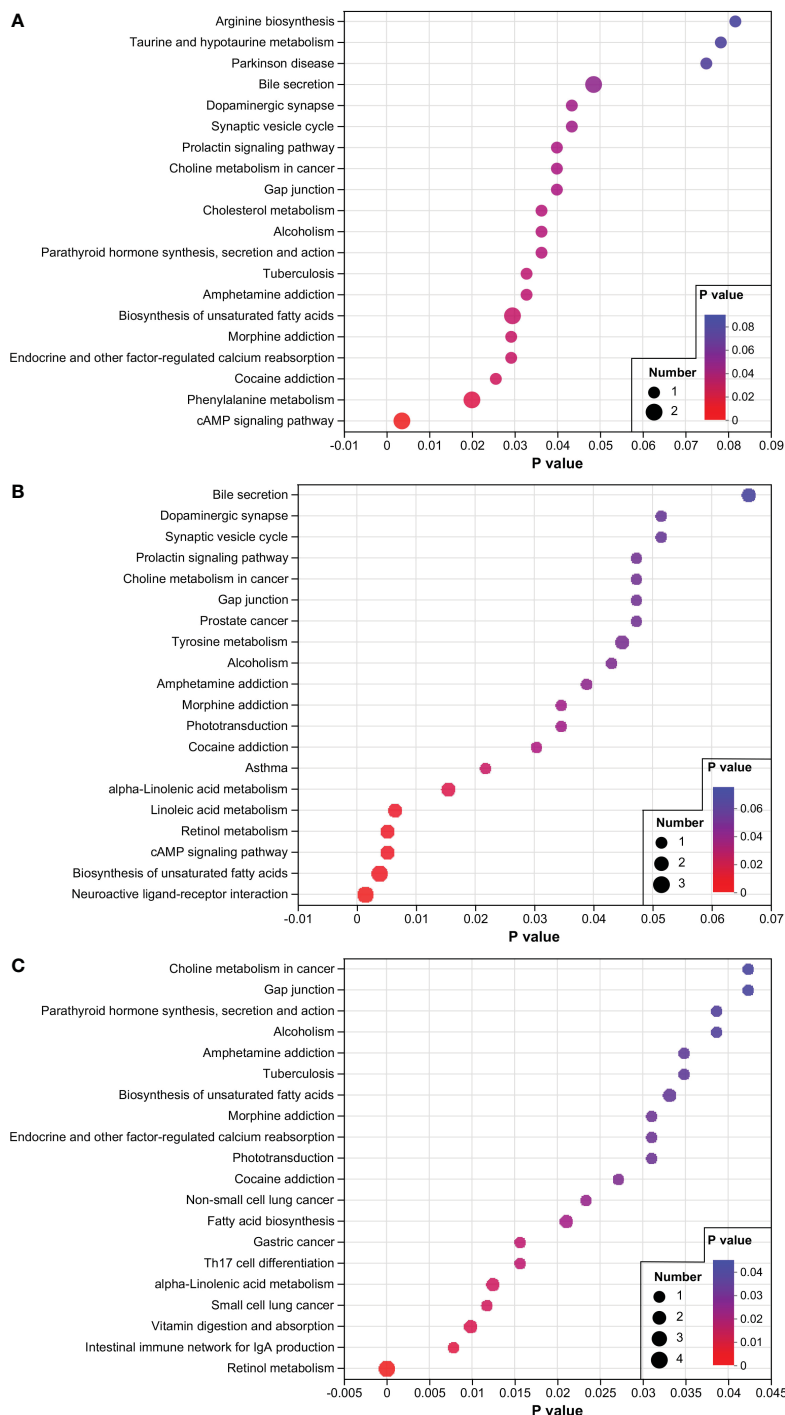 A
Arginine biosynthesis
Taurine and hypotaurine metabolism
Parkinson disease
Bile secretion
Dopaminergic synapse
Synaptic vesicle cycle
Prolactin signaling pathway
Choline metabolism in cancer
Gap junction
Cholesterol metabolism
Alcoholism
Parathyroid hormone synthesis, secretion and action
Tuberculosis
Amphetamine addiction
Biosynthesis of unsaturated fatty acids
Morphine addiction
Endocrine and other factor-regulated calcium reabsorption
Cocaine addiction
Phenylalanine metabolism
cAMP signaling pathway
P value
0.08
0.06
0.04
0.02
0
Number
1
2
-0.01 0 0.01 0.02 0.03 0.04 0.05 0.06 0.07 0.08 0.09
P value
B
Bile secretion
Dopaminergic synapse
Synaptic vesicle cycle
Prolactin signaling pathway
Choline metabolism in cancer
Gap junction
Prostate cancer
Tyrosine metabolism
Alcoholism
Amphetamine addiction
Morphine addiction
Phototransduction
Cocaine addiction
Asthma
alpha-Linolenic acid metabolism
Linoleic acid metabolism
Retinol metabolism
cAMP signaling pathway
Biosynthesis of unsaturated fatty acids
Neuroactive ligand-receptor interaction
P value
0.06
0.04
0.02
0
Number
1
2
3
-0.01 0 0.01 0.02 0.03 0.04 0.05 0.06 0.07
P value
C
Choline metabolism in cancer
Gap junction
Parathyroid hormone synthesis, secretion and action
Alcoholism
Amphetamine addiction
Tuberculosis
Biosynthesis of unsaturated fatty acids
Morphine addiction
Endocrine and other factor-regulated calcium reabsorption
Phototransduction
Cocaine addiction
Non-small cell lung cancer
Fatty acid biosynthesis
Gastric cancer
Th17 cell differentiation
alpha-Linolenic acid metabolism
Small cell lung cancer
Vitamin digestion and absorption
Intestinal immune network for IgA production
Retinol metabolism
P value
0.04
0.03
0.02
0.01
0
Number
1
2
3
4
-0.005 0 0.005 0.01 0.015 0.02 0.025 0.03 0.035 0.04 0.045
P value